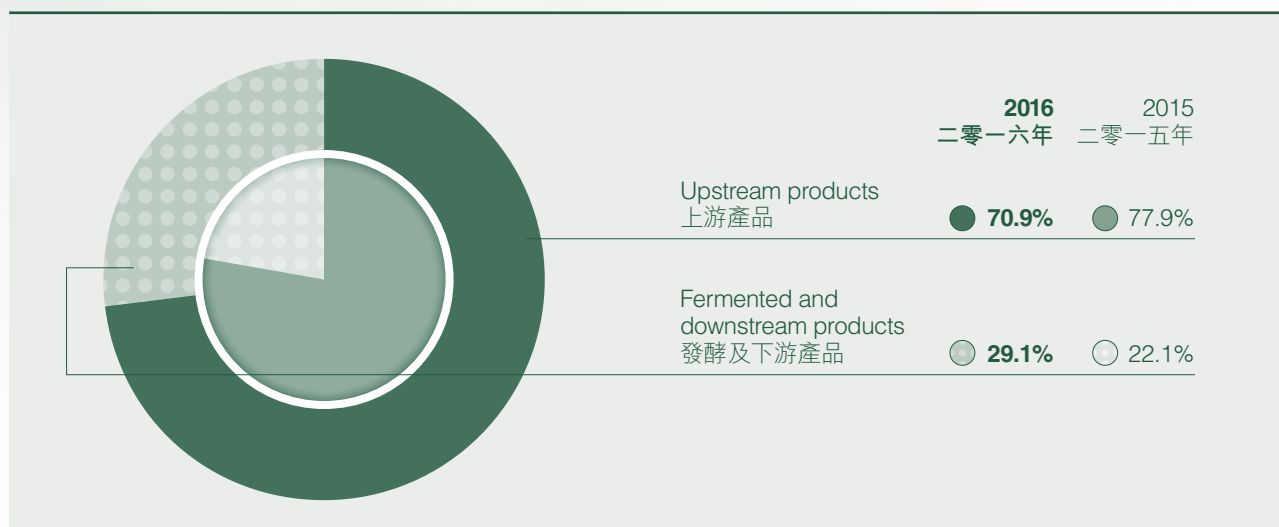 2016 2015
二零一六年 二零一五年
Upstream products
上游產品 70.9% 77.9%
Fermented and
downstream products
發酵及下游產品 29.1% 22.1%